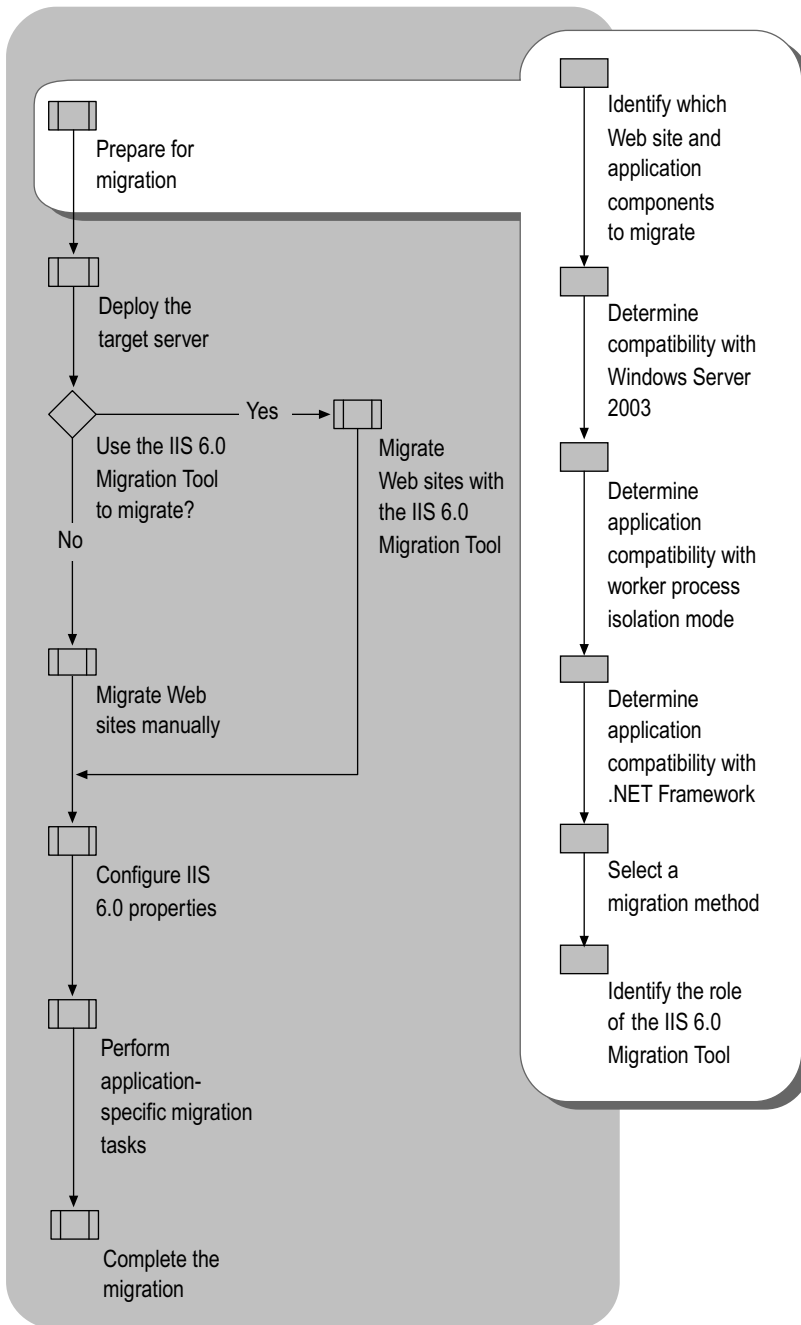 Prepare for
migration
Deploy the
target server
Use the IIS 6.0
Migration Tool
to migrate?
Yes
No
Migrate
Web sites with
the IIS 6.0
Migration Tool
Migrate Web
sites manually
Configure IIS
6.0 properties
Perform
application-
specific migration
tasks
Complete the
migration
Identify which
Web site and
application
components
to migrate
Determine
compatibility with
Windows Server
2003
Determine
application
compatibility with
worker process
isolation mode
Determine
application
compatibility with
.NET Framework
Select a
migration method
Identify the role
of the IIS 6.0
Migration Tool